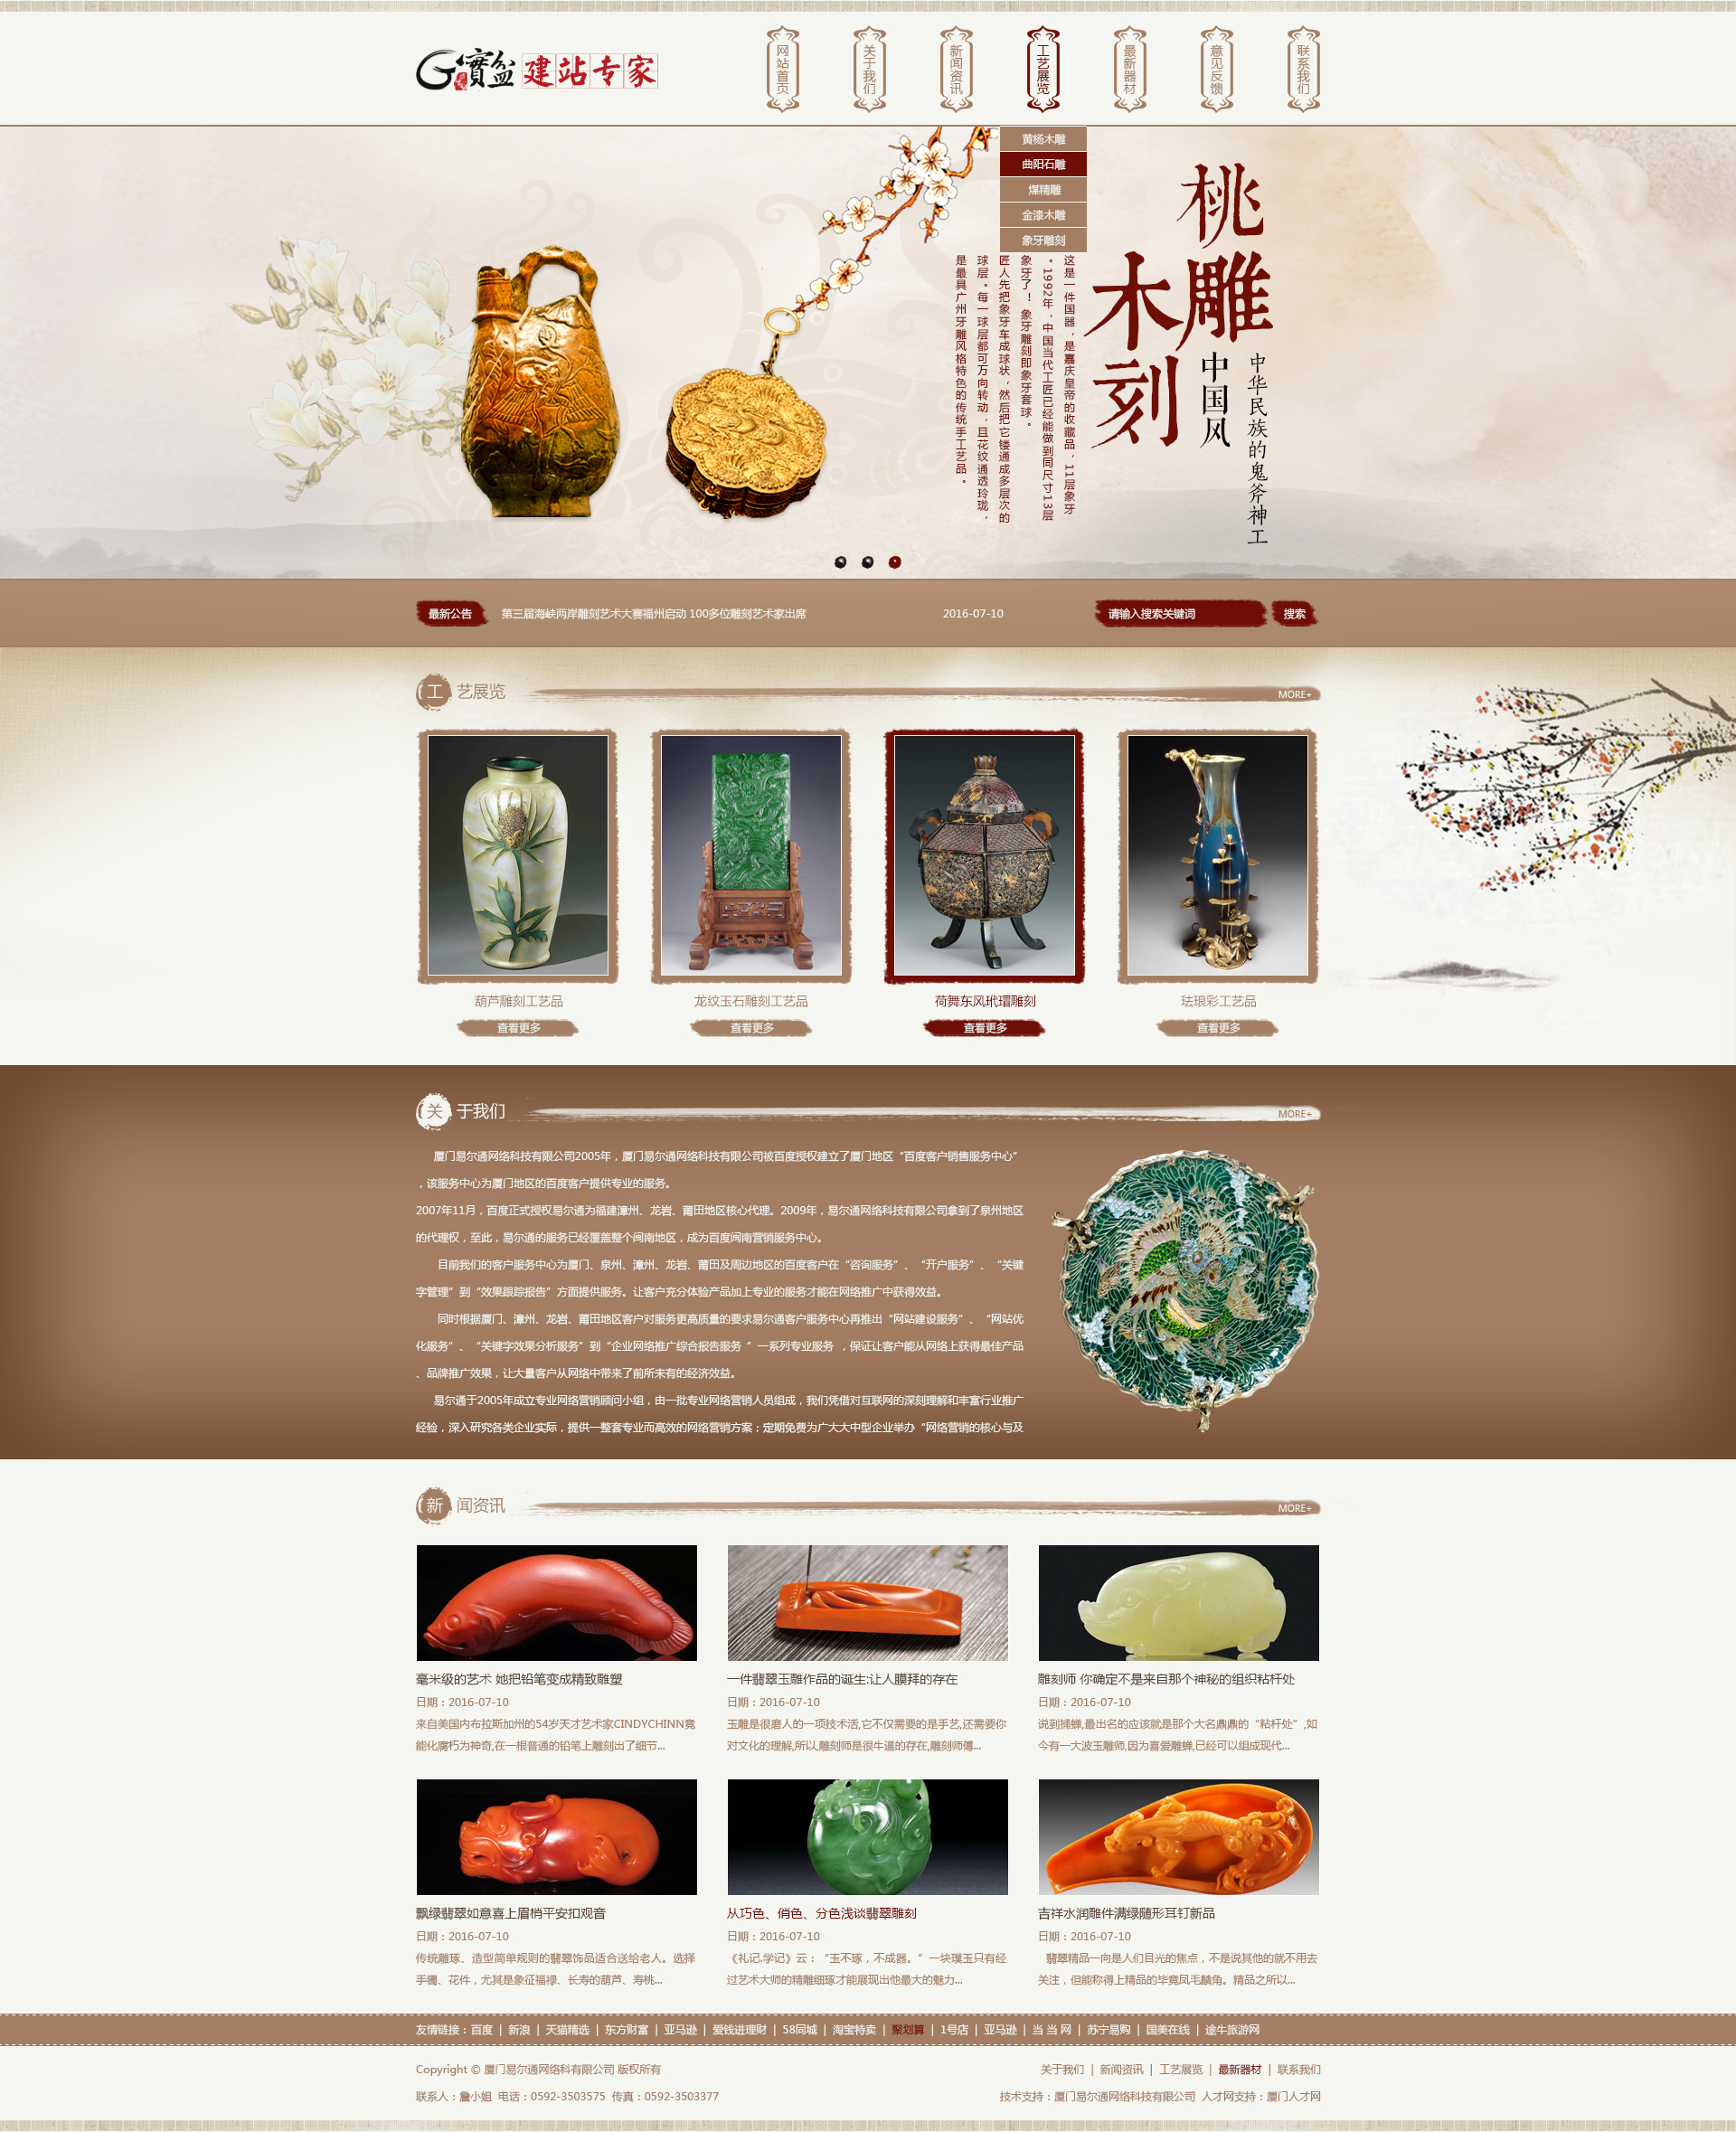 G寶盆
建站专家
网站首页
关于我们
新闻资讯
工艺展览
最新器材
意见反馈
联系我们
黄杨木雕
曲阳石雕
煤精雕
金漆木雕
象牙雕刻
桃雕
木刻
中国风
中华民族的鬼斧神工
这是一件国器，是嘉庆皇帝的收藏品，11层象牙
。1992年，中国当代工匠已经能做到同尺寸13层
象牙了！象牙雕刻即象牙套球。
匠人先把象牙车成球状，然后把它镂通成多层次的
球层。每一球层都可万向转动，且花纹通透玲珑，
是最具广州牙雕风格特色的传统手工艺品。
最新公告
第三届海峡两岸雕刻艺术大赛福州启动 100多位雕刻艺术家出席
2016-07-10
请输入搜索关键词
搜索
工艺展览
MORE+
葫芦雕刻工艺品
龙纹玉石雕刻工艺品
荷舞东风玳瑁雕刻
珐琅彩工艺品
查看更多
查看更多
查看更多
查看更多
关于我们
MORE+
厦门易尔通网络科技有限公司2005年，厦门易尔通网络科技有限公司被百度授权建立了厦门地区“百度客户销售服务中心”
，该服务中心为厦门地区的百度客户提供专业的服务。
2007年11月，百度正式授权易尔通为福建漳州、龙岩、莆田地区核心代理。2009年，易尔通网络科技有限公司拿到了泉州地区
的代理权，至此，易尔通的服务已经覆盖整个闽南地区，成为百度闽南营销服务中心。
目前我们的客户服务中心为厦门、泉州、漳州、龙岩、莆田及周边地区的百度客户在“咨询服务”、“开户服务”、“关键
字管理”到“效果跟踪报告”方面提供服务。让客户充分体验产品加上专业的服务才能在网络推广中获得效益。
同时根据厦门、漳州、龙岩、莆田地区客户对服务更高质量的要求易尔通客户服务中心再推出“网站建设服务”、“网站优
化服务”、“关键字效果分析服务”到“企业网络推广综合报告服务 ”一系列专业服务 ，保证让客户能从网络上获得最佳产品
、品牌推广效果，让大量客户从网络中带来了前所未有的经济效益。
易尔通于2005年成立专业网络营销顾问小组，由一批专业网络营销人员组成，我们凭借对互联网的深刻理解和丰富行业推广
经验，深入研究各类企业实际，提供一整套专业而高效的网络营销方案；定期免费为广大大中型企业举办“网络营销的核心与及
新闻资讯
MORE+
毫米级的艺术 她把铅笔变成精致雕塑
日期：2016-07-10
来自美国内布拉斯加州的54岁天才艺术家CINDYCHINN竟
能化腐朽为神奇,在一根普通的铅笔上雕刻出了细节...
一件翡翠玉雕作品的诞生:让人膜拜的存在
日期：2016-07-10
玉雕是很磨人的一项技术活,它不仅需要的是手艺,还需要你
对文化的理解,所以,雕刻师是很牛逼的存在,雕刻师傅...
雕刻师 你确定不是来自那个神秘的组织粘杆处
日期：2016-07-10
说到捕蝉,最出名的应该就是那个大名鼎鼎的“粘杆处”,如
今有一大波玉雕师,因为喜爱雕蝉,已经可以组成现代...
飘绿翡翠如意喜上眉梢平安扣观音
日期：2016-07-10
传统雕琢、造型简单规则的翡翠饰品适合送给老人。选择
手镯、花件，尤其是象征福禄、长寿的葫芦、寿桃...
从巧色、俏色、分色浅谈翡翠雕刻
日期：2016-07-10
《礼记.学记》云：“玉不琢，不成器。”一块璞玉只有经
过艺术大师的精雕细琢才能展现出他最大的魅力...
吉祥水润雕件满绿随形耳钉新品
日期：2016-07-10
翡翠精品一向是人们目光的焦点，不是说其他的就不用去
关注，但能称得上精品的毕竟凤毛麟角。精品之所以...
友情链接：百度 | 新浪 | 天猫精选 | 东方财富 | 亚马逊 | 爱钱进理财 | 58同城 | 淘宝特卖 | 聚划算 | 1号店 | 亚马逊 | 当 当 网 | 苏宁易购 | 国美在线 | 途牛旅游网
Copyright © 厦门易尔通网络科有限公司 版权所有
关于我们 | 新闻资讯 | 工艺展览 | 最新器材 | 联系我们
联系人：詹小姐 电话：0592-3503575 传真：0592-3503377
技术支持：厦门易尔通网络科技有限公司 人才网支持：厦门人才网